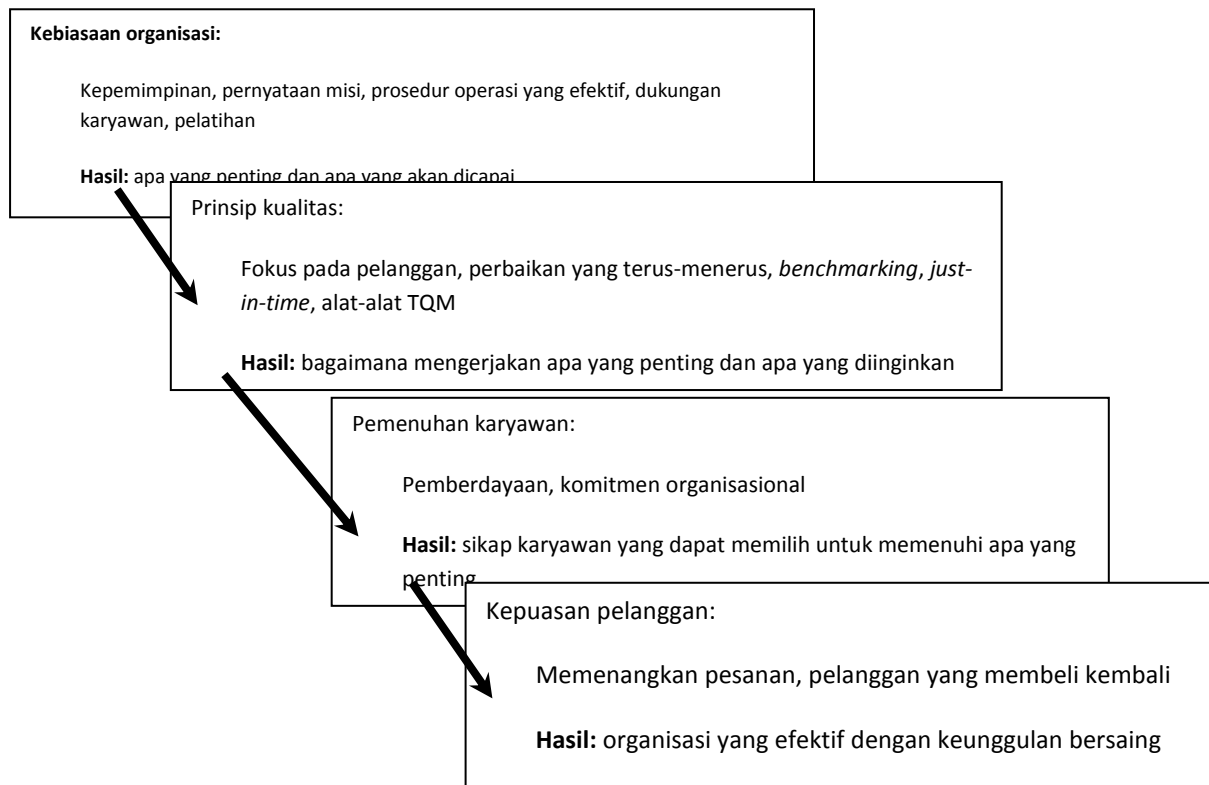 Kebiasaan organisasi:
Kepemimpinan, pernyataan misi, prosedur operasi yang efektif, dukungan
karyawan, pelatihan
Hasil: apa yang penting dan apa yang akan dicapai
Prinsip kualitas:
Fokus pada pelanggan, perbaikan yang terus-menerus, benchmarking, just-
in-time, alat-alat TQM
Hasil: bagaimana mengerjakan apa yang penting dan apa yang diinginkan
Pemenuhan karyawan:
Pemberdayaan, komitmen organisasional
Hasil: sikap karyawan yang dapat memilih untuk memenuhi apa yang
penting
Kepuasan pelanggan:
Memenangkan pesanan, pelanggan yang membeli kembali
Hasil: organisasi yang efektif dengan keunggulan bersaing